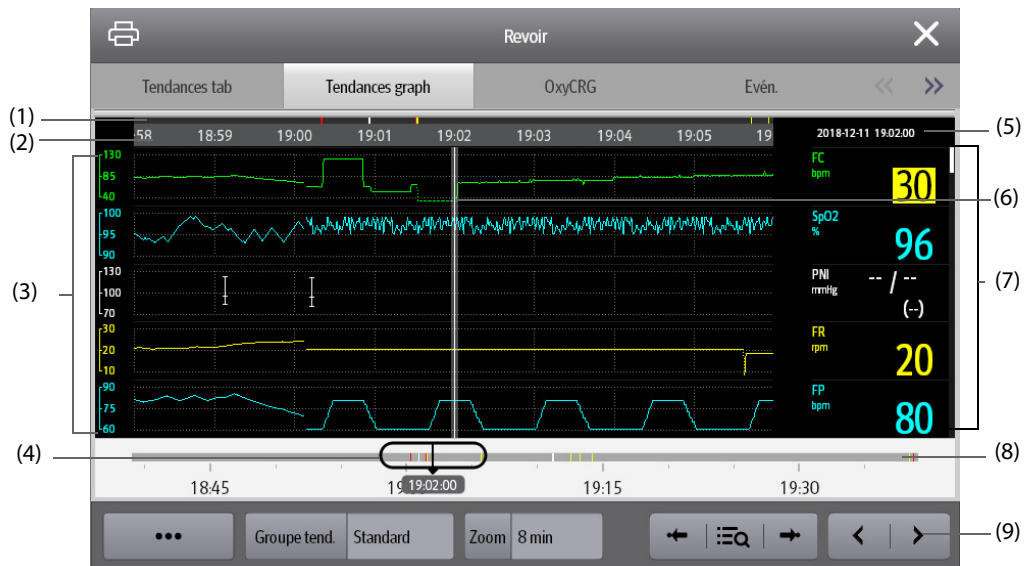 Revoir
Tendances tab Tendances graph OxyCRG Evén.
(1)
:58 18:59 19:00 19:01 19:02 19:03 19:04 19:05 19
(2)
2018-12-11 19.02.00
(5)
130
85
40
FC
bpm
30
(6)
100
95
90
SpO2
%
96
(3)
130
100
70
PNI
mmHg
-- / --
(--)
(7)
30
20
10
FR
rpm
20
90
75
60
FP
bpm
80
(4)
(8)
18:45 19: 19:02:00 19:15 19:30
••• Groupe tend. Standard Zoom 8 min
(9)